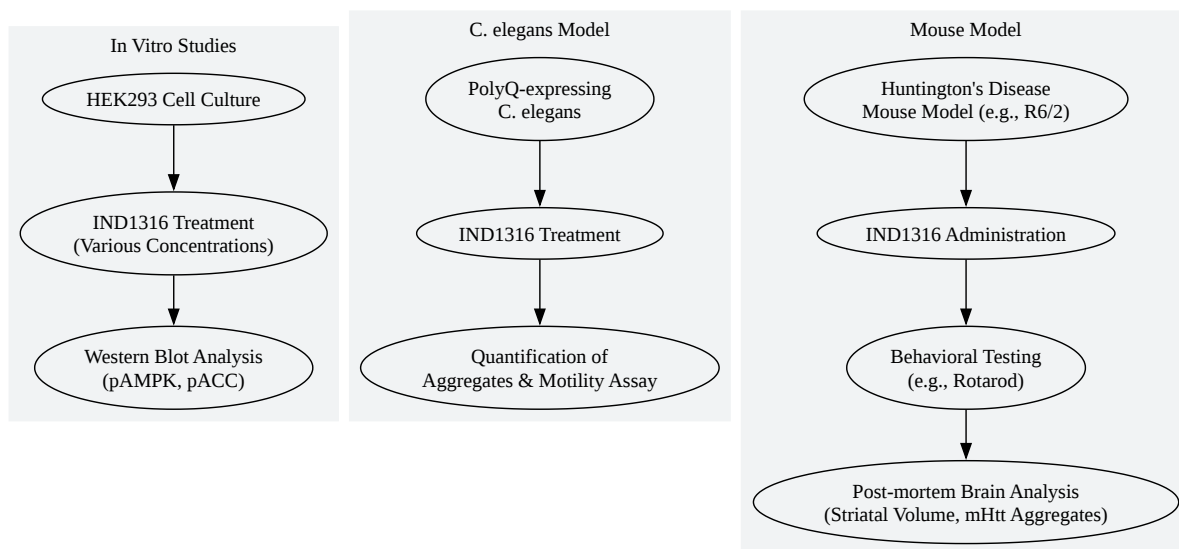 In Vitro Studies
HEK293 Cell Culture
IND1316 Treatment
(Various Concentrations)
Western Blot Analysis
(pAMPK, pACC)
C. elegans Model
PolyQ-expressing
C. elegans
IND1316 Treatment
Quantification of
Aggregates & Motility Assay
Mouse Model
Huntington's Disease
Mouse Model (e.g., R6/2)
IND1316 Administration
Behavioral Testing
(e.g., Rotarod)
Post-mortem Brain Analysis
(Striatal Volume, mHtt Aggregates)